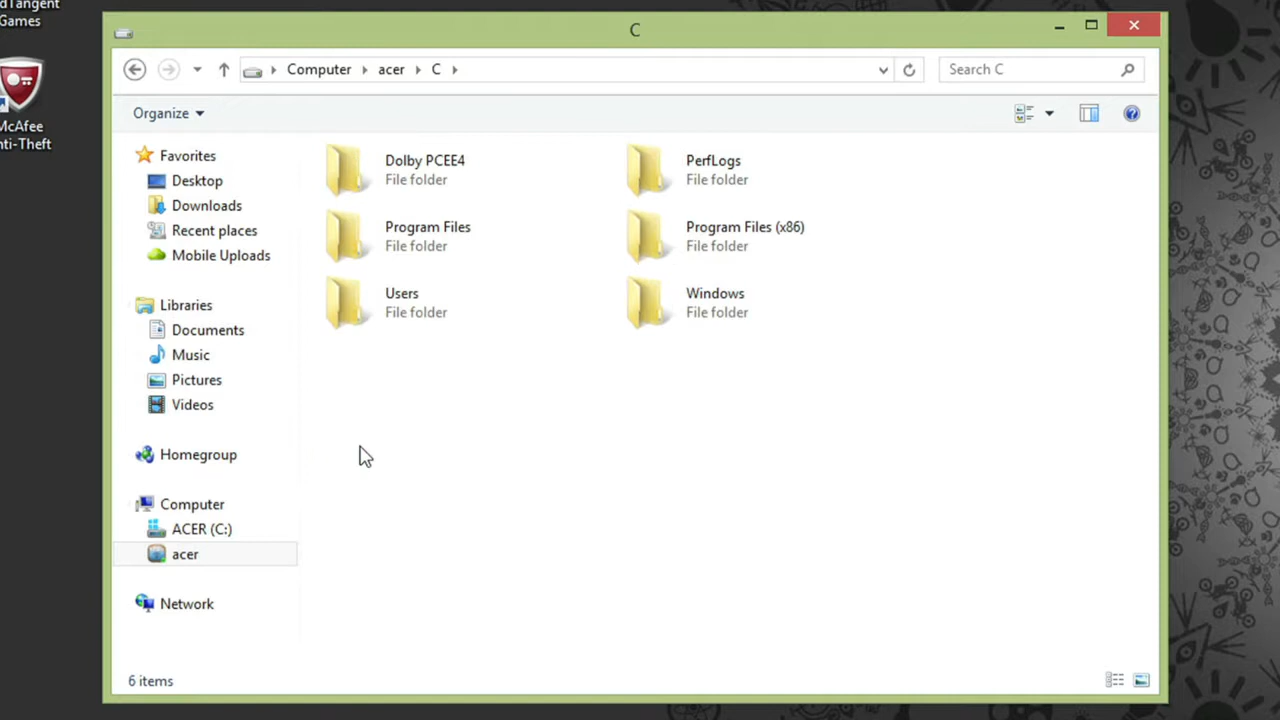 dTangent
Games
McAfee
nti-Theft
C
Computer
acer
C
Search C
Organize
Favorites
Desktop
Downloads
Recent places
Mobile Uploads
Libraries
Documents
Music
Pictures
Videos
Homegroup
Computer
ACER (C:)
acer
Network
Dolby PCEE4
File folder
PerfLogs
File folder
Program Files
File folder
Program Files (x86)
File folder
Users
File folder
Windows
File folder
6 items